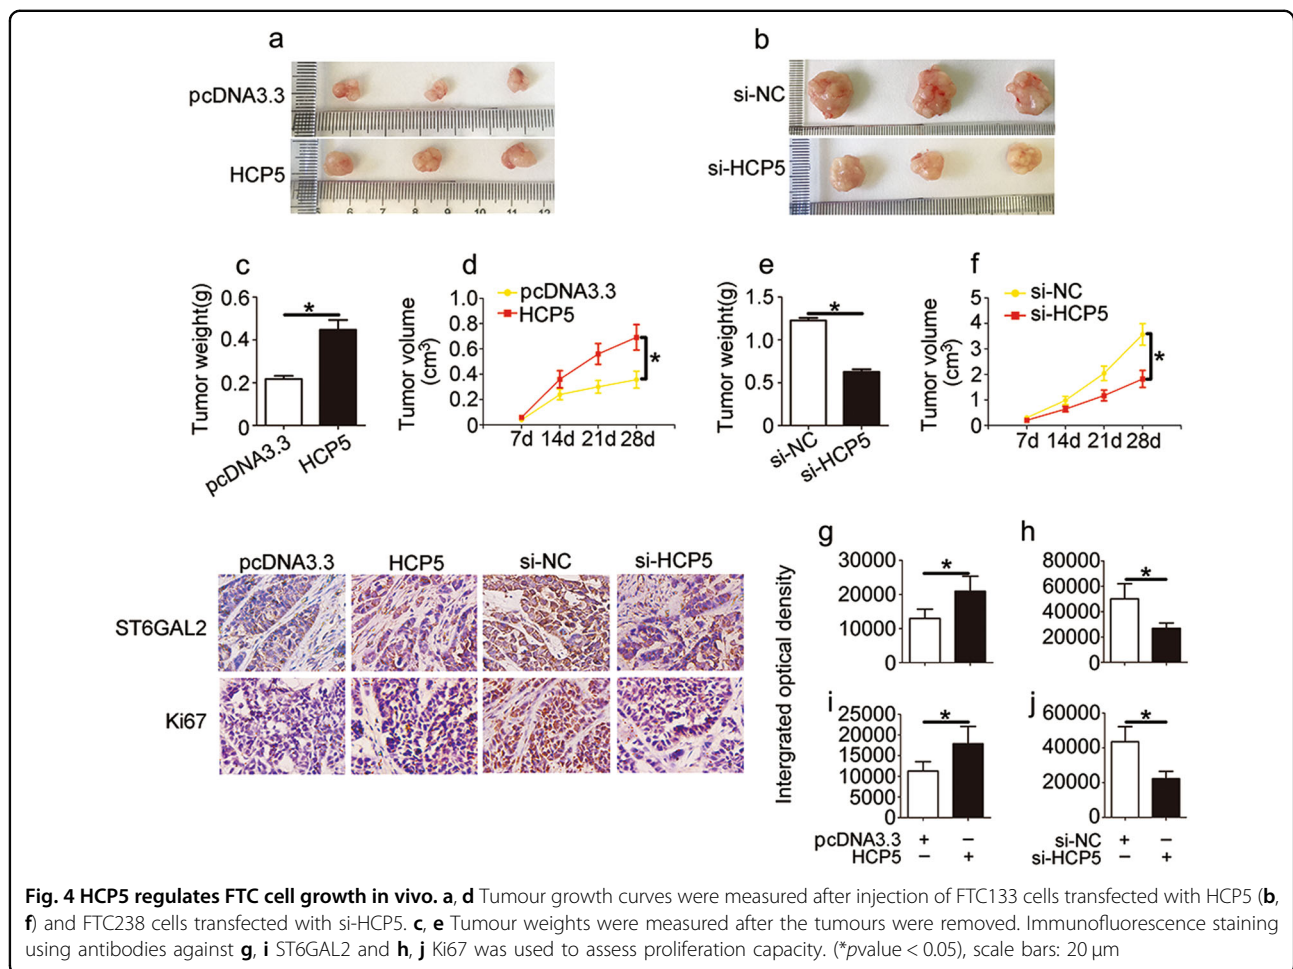 a
b
pcDNA3.3
si-NC
HCP5
si-HCP5
6 7 8 9 10 11 12
c
d
e
f
Tumor weight(g)
0.6
0.4
0.2
0
*
pcDNA3.3
HCP5
Tumor volume
(cm³)
1.0
0.8
0.6
0.4
0.2
0
pcDNA3.3
HCP5
*
7d 14d 21d 28d
Tumor weight(g)
1.5
1.0
0.5
0
*
si-NC
si-HCP5
Tumor volume
(cm³)
5
4
3
2
1
0
si-NC
si-HCP5
*
7d 14d 21d 28d
pcDNA3.3 HCP5 si-NC si-HCP5
ST6GAL2
Ki67
Intergrated optical density
g
30000
20000
10000
0
*
h
80000
60000
40000
20000
0
*
i
25000
20000
15000
10000
5000
0
*
j
60000
40000
20000
0
*
pcDNA3.3 + −
HCP5 − +
si-NC + −
si-HCP5 − +
Fig. 4 HCP5 regulates FTC cell growth in vivo. a, d Tumour growth curves were measured after injection of FTC133 cells transfected with HCP5 (b,
f) and FTC238 cells transfected with si-HCP5. c, e Tumour weights were measured after the tumours were removed. Immunofluorescence staining
using antibodies against g, i ST6GAL2 and h, j Ki67 was used to assess proliferation capacity. (*pvalue < 0.05), scale bars: 20 μm